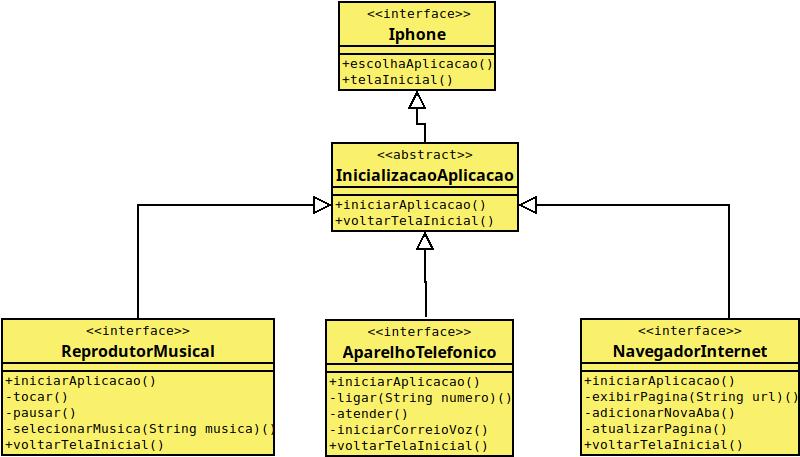 <<interface>>
Iphone
+escolhaAplicacao()
+telaInicial()
<<abstract>>
InicializacaoAplicacao
+iniciarAplicacao()
+voltarTelaInicial()
<<interface>>
ReprodutorMusical
+iniciarAplicacao()
-tocar()
-pausar()
-selecionarMusica(String musica)()
+voltarTelaInicial()
<<interface>>
AparelhoTelefonico
+iniciarAplicacao()
-ligar(String numero)()
-atender()
-iniciarCorreioVoz()
+voltarTelaInicial()
<<interface>>
NavegadorInternet
+iniciarAplicacao()
-exibirPagina(String url)()
-adicionarNovaAba()
-atualizarPagina()
+voltarTelaInicial()